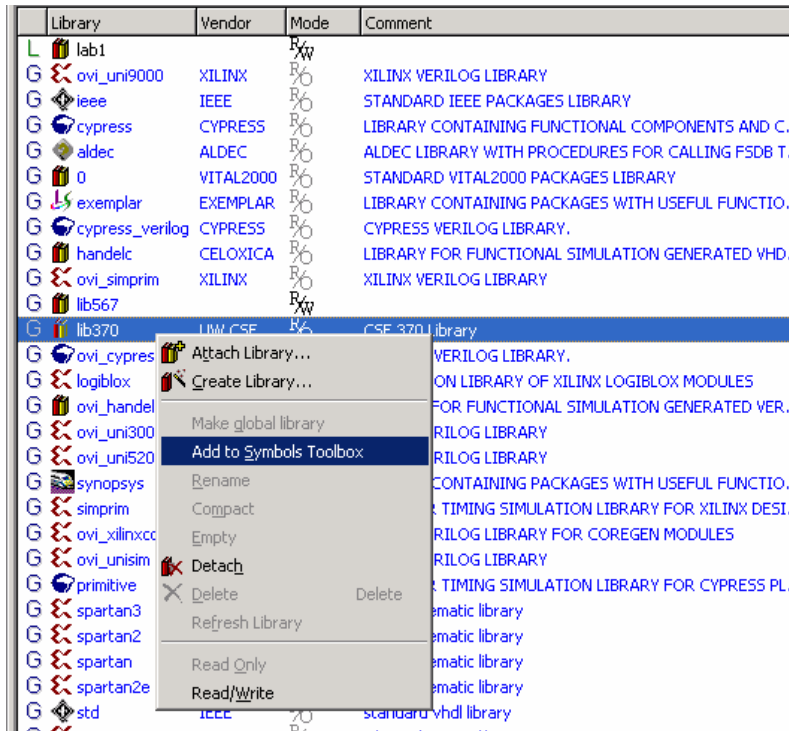 Library Vendor Mode Comment
L lab1 R/W
G ovi_uni9000 XILINX R/O XILINX VERILOG LIBRARY
G ieee IEEE R/O STANDARD IEEE PACKAGES LIBRARY
G cypress CYPRESS R/O LIBRARY CONTAINING FUNCTIONAL COMPONENTS AND C.
G aldec ALDEC R/O ALDEC LIBRARY WITH PROCEDURES FOR CALLING FSDB T.
G 0 VITAL2000 R/O STANDARD VITAL2000 PACKAGES LIBRARY
G exemplar EXEMPLAR R/O LIBRARY CONTAINING PACKAGES WITH USEFUL FUNCTIO.
G cypress_verilog CYPRESS R/O CYPRESS VERILOG LIBRARY.
G handelc CELOXICA R/O LIBRARY FOR FUNCTIONAL SIMULATION GENERATED VHD.
G ovi_simprim XILINX R/O XILINX VERILOG LIBRARY
G lib567 R/W
G lib370 UW CSE R/O CSE 370 Library
G ovi_cypres VERILOG LIBRARY.
G logiblox ON LIBRARY OF XILINX LOGIBLOX MODULES
G ovi_handel FOR FUNCTIONAL SIMULATION GENERATED VER.
G ovi_uni300 RILOG LIBRARY
G ovi_uni520 RILOG LIBRARY
G synopsys CONTAINING PACKAGES WITH USEFUL FUNCTIO.
G simprim TIMING SIMULATION LIBRARY FOR XILINX DESI.
G ovi_xilinxco RILOG LIBRARY FOR COREGEN MODULES
G ovi_unisim RILOG LIBRARY
G primitive TIMING SIMULATION LIBRARY FOR CYPRESS PL.
G spartan3 ematic library
G spartan2 ematic library
G spartan ematic library
G spartan2e ematic library
G std IEEE R/O standard vhdl library
Attach Library...
Create Library...
Make global library
Add to Symbols Toolbox
Rename
Compact
Empty
Detach
Delete Delete
Refresh Library
Read Only
Read/Write